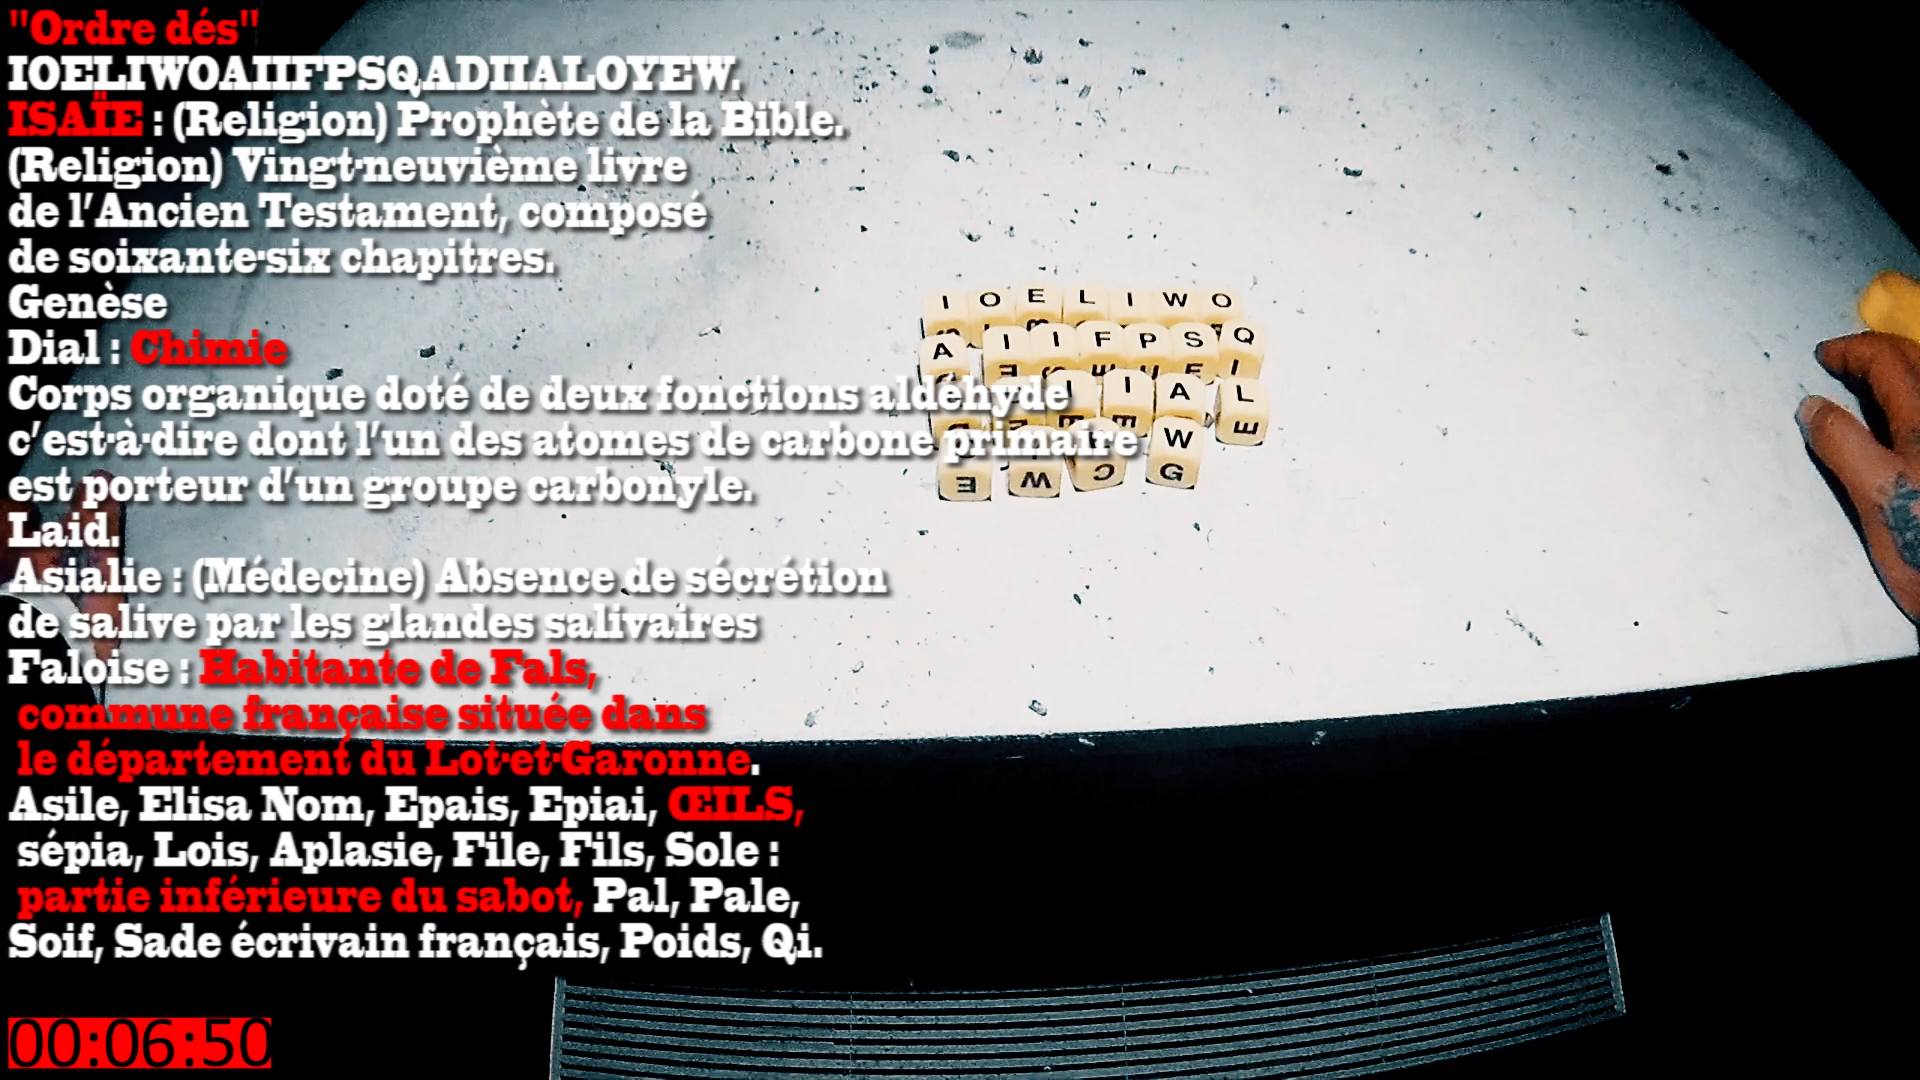 "Ordre dés"
IOELIWOAIIFPSQADIIALOYEW.
ISAÏE : (Religion) Prophète de la Bible.
(Religion) Vingt-neuvième livre
de l'Ancien Testament, composé
de soixante-six chapitres.
Genèse
Dial : Chimie
Corps organique doté de deux fonctions aldéhyde
c'est-à-dire dont l'un des atomes de carbone primaire
est porteur d'un groupe carbonyle.
Laid.
Asialie : (Médecine) Absence de sécrétion
de salive par les glandes salivaires
Faloise : Habitante de Fals,
commune française située dans
le département du Lot-et-Garonne.
Asile, Elisa Nom, Epais, Epiai, ŒILS,
sépia, Lois, Aplasie, File, Fils, Sole :
partie inférieure du sabot, Pal, Pale,
Soif, Sade écrivain français, Poids, Qi.
00:06:50
I O E L I W O
A I I F P S Q
I I A L
W
E W C G